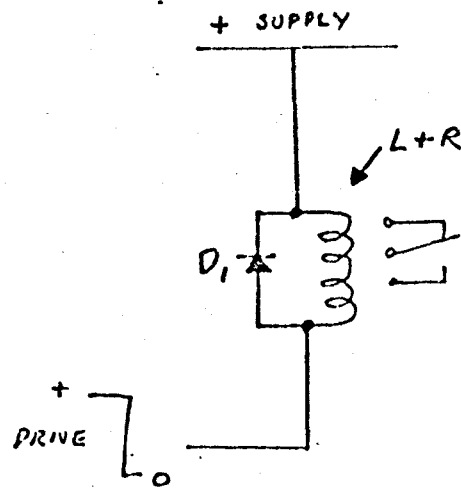 + SUPPLY
L+R
D1
+
DRIVE
0